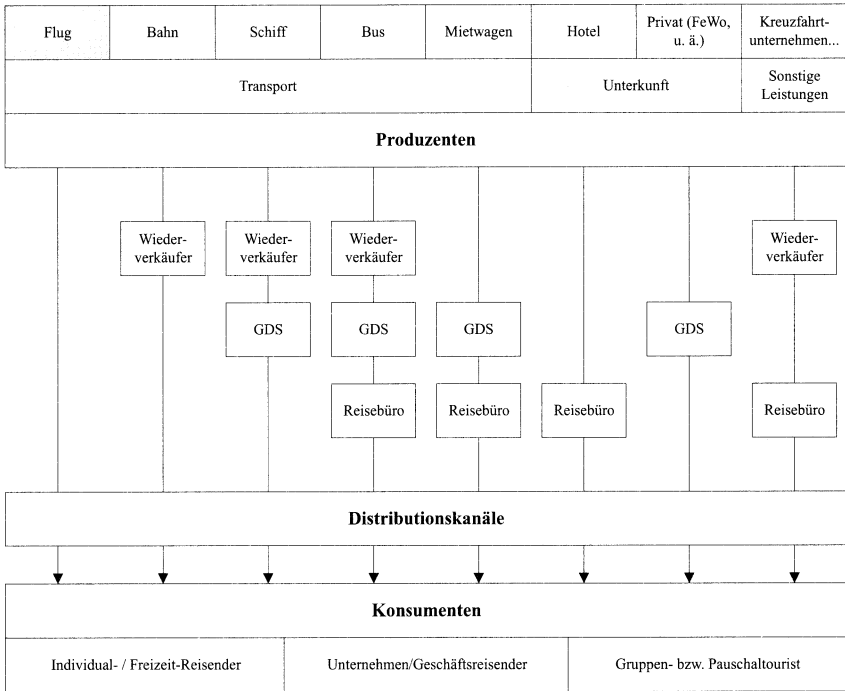 Flug
Bahn
Schiff
Bus
Mietwagen
Hotel
Privat (FeWo,
u. ä.)
Kreuzfahrt-
unternehmen...
Transport
Unterkunft
Sonstige
Leistungen
Produzenten
Wieder-
verkäufer
Wieder-
verkäufer
Wieder-
verkäufer
Wieder-
verkäufer
GDS
GDS
GDS
GDS
Reisebüro
Reisebüro
Reisebüro
Reisebüro
Distributionskanäle
Konsumenten
Individual- / Freizeit-Reisender
Unternehmen/Geschäftsreisender
Gruppen- bzw. Pauschaltourist